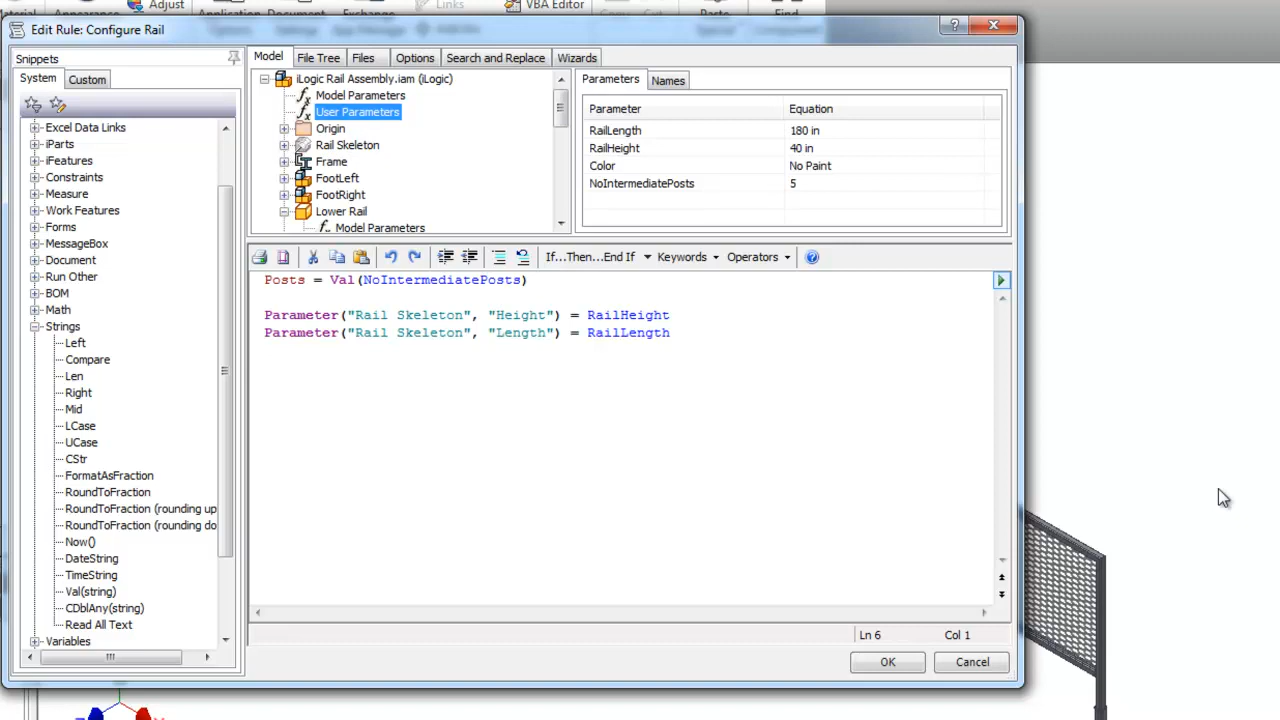 Adjust
Links
VBA Editor
Edit Rule: Configure Rail
Snippets
System
Custom
Excel Data Links
iParts
iFeatures
Constraints
Measure
Work Features
Forms
MessageBox
Document
Run Other
BOM
Math
Strings
Left
Compare
Len
Right
Mid
LCase
UCase
CStr
FormatAsFraction
RoundToFraction
RoundToFraction (rounding up
RoundToFraction (rounding do
Now()
DateString
TimeString
Val(string)
CDblAny(string)
Read All Text
Variables
Model
File Tree
Files
Options
Search and Replace
Wizards
iLogic Rail Assembly.iam (iLogic)
Model Parameters
User Parameters
Origin
Rail Skeleton
Frame
FootLeft
FootRight
Lower Rail
Model Parameters
Parameters
Names
Parameter Equation
RailLength 180 in
RailHeight 40 in
Color No Paint
NoIntermediatePosts 5
If...Then...End If
Keywords
Operators
Posts = Val(NoIntermediatePosts)
Parameter("Rail Skeleton", "Height") = RailHeight
Parameter("Rail Skeleton", "Length") = RailLength
Ln 6
Col 1
OK
Cancel